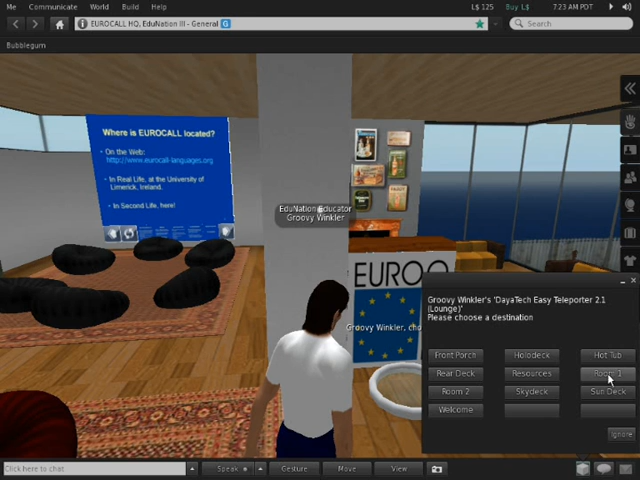 Me Communicate World Build Help L$ 125 Buy L$ 7:23 AM PDT
EUROCALL HQ, EduNation III - General G Search
Bubblegum
Where is EUROCALL located?
• On the Web:
http://www.eurocall-languages.org
• In Real Life, at the University of
Limerick, Ireland.
• In Second Life, here!
EduNation Educator
Groovy Winkler
EUROC
Groovy Winkler, cho
Groovy Winkler's 'DayaTech Easy Teleporter 2.1
(Lounge)'
Please choose a destination
Front Porch Holodeck Hot Tub
Rear Deck Resources Room 1
Room 2 Skydeck Sun Deck
Welcome
Ignore
Click here to chat Speak Gesture Move View